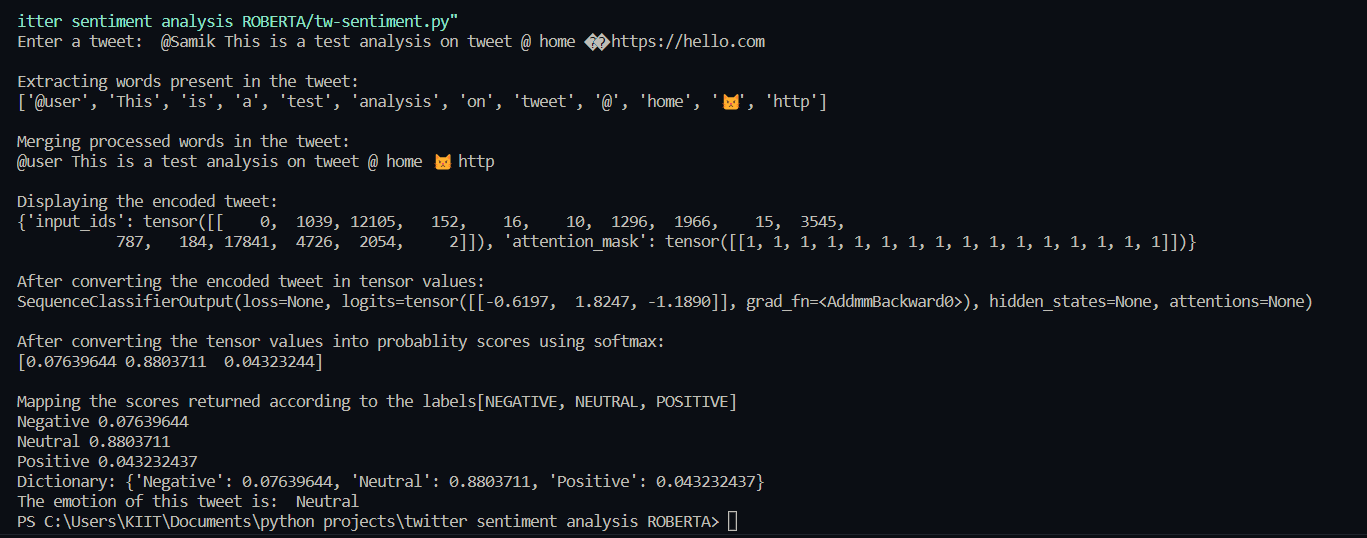 itter sentiment analysis ROBERTA/tw-sentiment.py"
Enter a tweet:  @Samik This is a test analysis on tweet @ home ��https://hello.com
Extracting words present in the tweet:
['@user', 'This', 'is', 'a', 'test', 'analysis', 'on', 'tweet', '@', 'home', '😾', 'http']
Merging processed words in the tweet:
@user This is a test analysis on tweet @ home 😾 http
Displaying the encoded tweet:
{'input_ids': tensor([[    0,  1039, 12105,   152,    16,    10,  1296,  1966,    15,  3545,
           787,   184, 17841,  4726,  2054,     2]]), 'attention_mask': tensor([[1, 1, 1, 1, 1, 1, 1, 1, 1, 1, 1, 1, 1, 1, 1, 1]])}
After converting the encoded tweet in tensor values:
SequenceClassifierOutput(loss=None, logits=tensor([[-0.6197,  1.8247, -1.1890]], grad_fn=<AddmmBackward0>), hidden_states=None, attentions=None)
After converting the tensor values into probablity scores using softmax:
[0.07639644 0.8803711  0.04323244]
Mapping the scores returned according to the labels[NEGATIVE, NEUTRAL, POSITIVE]
Negative 0.07639644
Neutral 0.8803711
Positive 0.043232437
Dictionary: {'Negative': 0.07639644, 'Neutral': 0.8803711, 'Positive': 0.043232437}
The emotion of this tweet is:  Neutral
PS C:\Users\KIIT\Documents\python projects\twitter sentiment analysis ROBERTA>